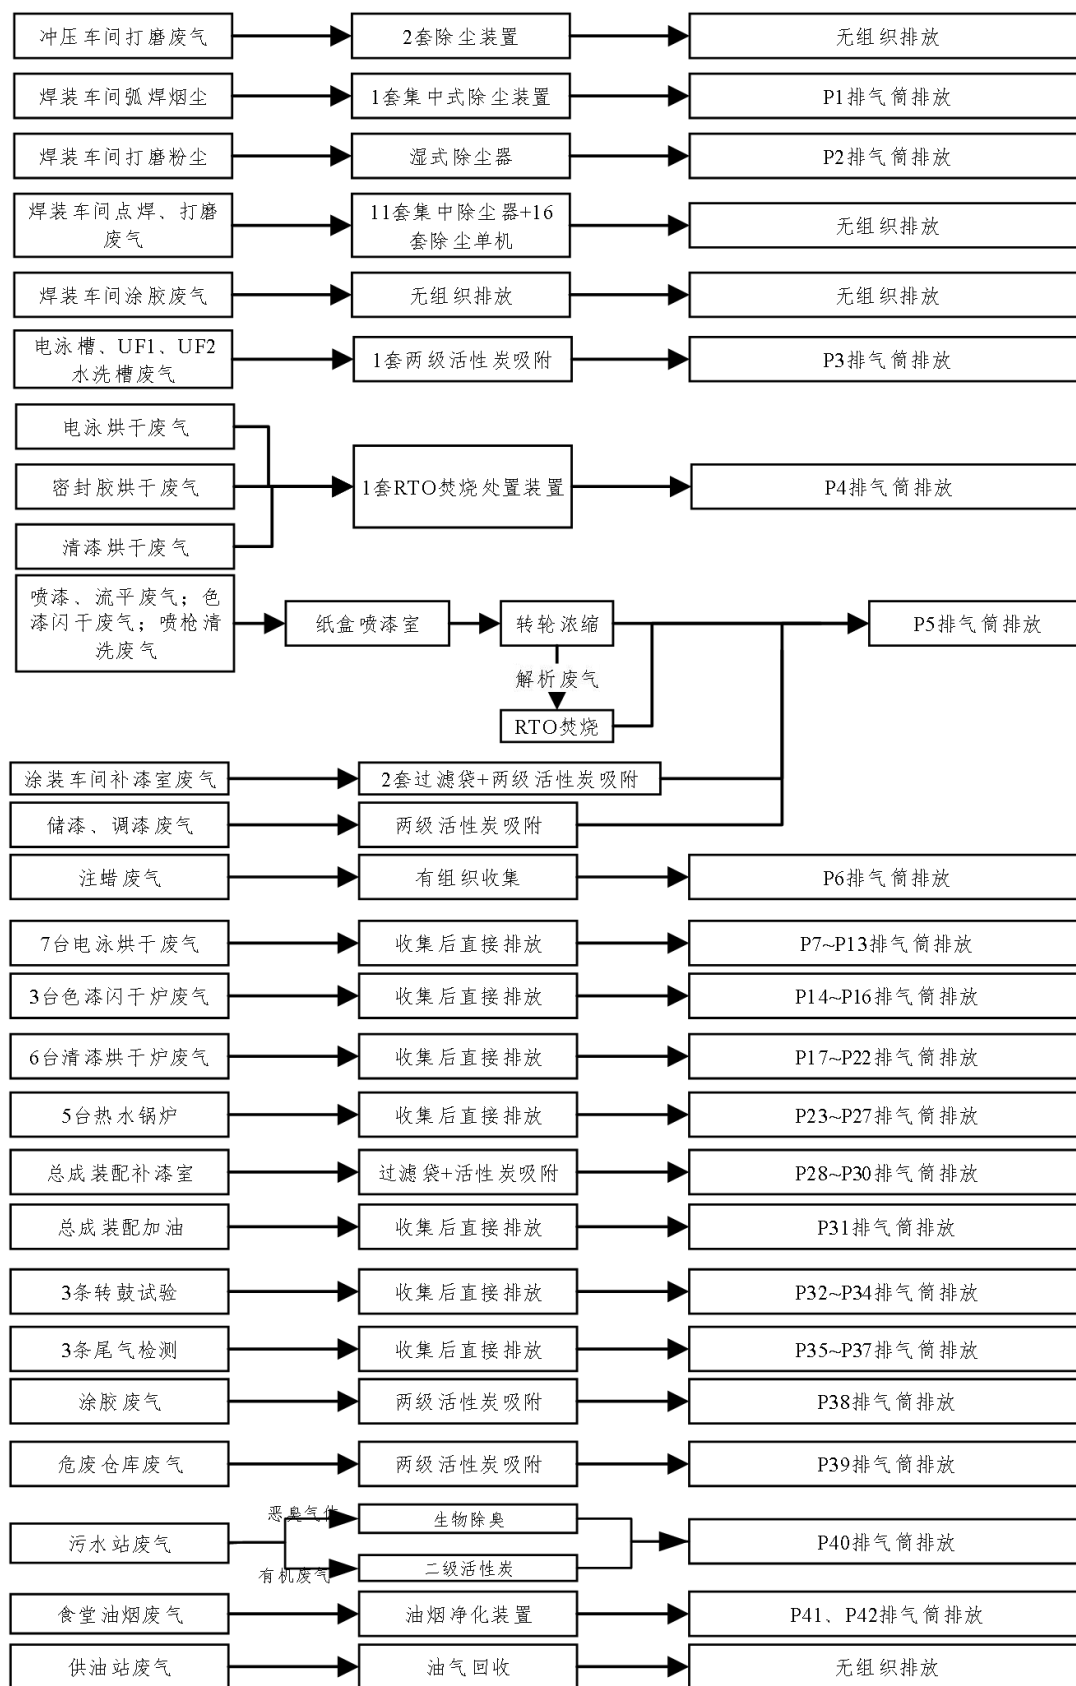 冲压车间打磨废气
2套除尘装置
无组织排放
焊装车间弧焊烟尘
1套集中式除尘装置
P1排气筒排放
焊装车间打磨粉尘
湿式除尘器
P2排气筒排放
焊装车间点焊、打磨
废气
11套集中除尘器+16
套除尘单机
无组织排放
焊装车间涂胶废气
无组织排放
无组织排放
电泳槽、UF1、UF2
水洗槽废气
1套两级活性炭吸附
P3排气筒排放
电泳烘干废气
密封胶烘干废气
清漆烘干废气
1套RTO焚烧处置装置
P4排气筒排放
喷漆、流平废气；色
漆闪干废气；喷枪清
洗废气
纸盒喷漆室
转轮浓缩
解析废气
RTO焚烧
P5排气筒排放
涂装车间补漆室废气
2套过滤袋+两级活性炭吸附
储漆、调漆废气
两级活性炭吸附
注蜡废气
有组织收集
P6排气筒排放
7台电泳烘干废气
收集后直接排放
P7~P13排气筒排放
3台色漆闪干炉废气
收集后直接排放
P14~P16排气筒排放
6台清漆烘干炉废气
收集后直接排放
P17~P22排气筒排放
5台热水锅炉
收集后直接排放
P23~P27排气筒排放
总成装配补漆室
过滤袋+活性炭吸附
P28~P30排气筒排放
总成装配加油
收集后直接排放
P31排气筒排放
3条转鼓试验
收集后直接排放
P32~P34排气筒排放
3条尾气检测
收集后直接排放
P35~P37排气筒排放
涂胶废气
两级活性炭吸附
P38排气筒排放
危废仓库废气
两级活性炭吸附
P39排气筒排放
污水站废气
恶臭气体
生物除臭
有机废气
二级活性炭
P40排气筒排放
食堂油烟废气
油烟净化装置
P41、P42排气筒排放
供油站废气
油气回收
无组织排放